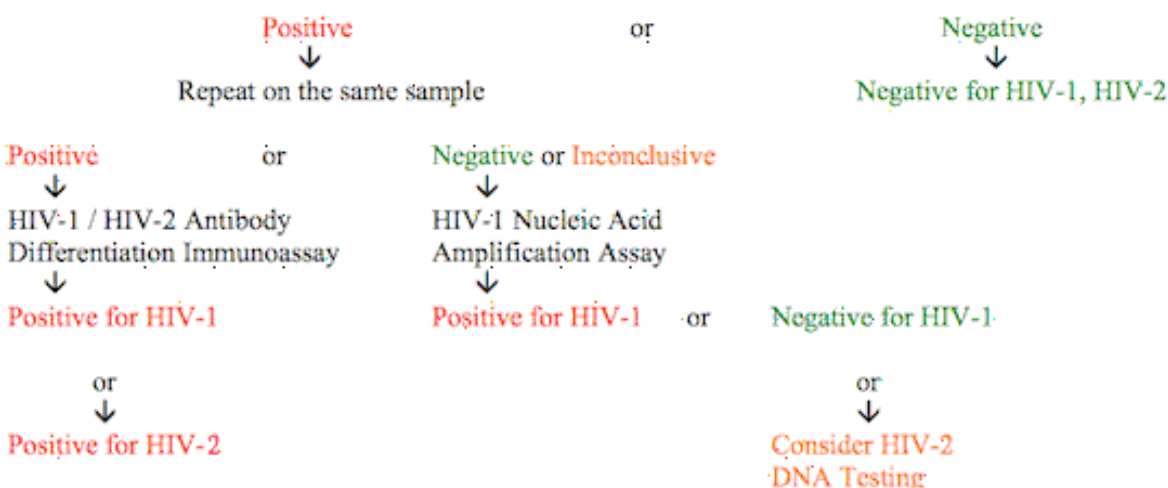 Positive or Negative
↓ ↓
Repeat on the same sample Negative for HIV-1, HIV-2
Positive or Negative or Inconclusive
↓ ↓
HIV-1 / HIV-2 Antibody HIV-1 Nucleic Acid
Differentiation Immunoassay Amplification Assay
↓ ↓
Positive for HIV-1 Positive for HIV-1 or Negative for HIV-1
or or
↓ ↓
Positive for HIV-2 Consider HIV-2
DNA Testing